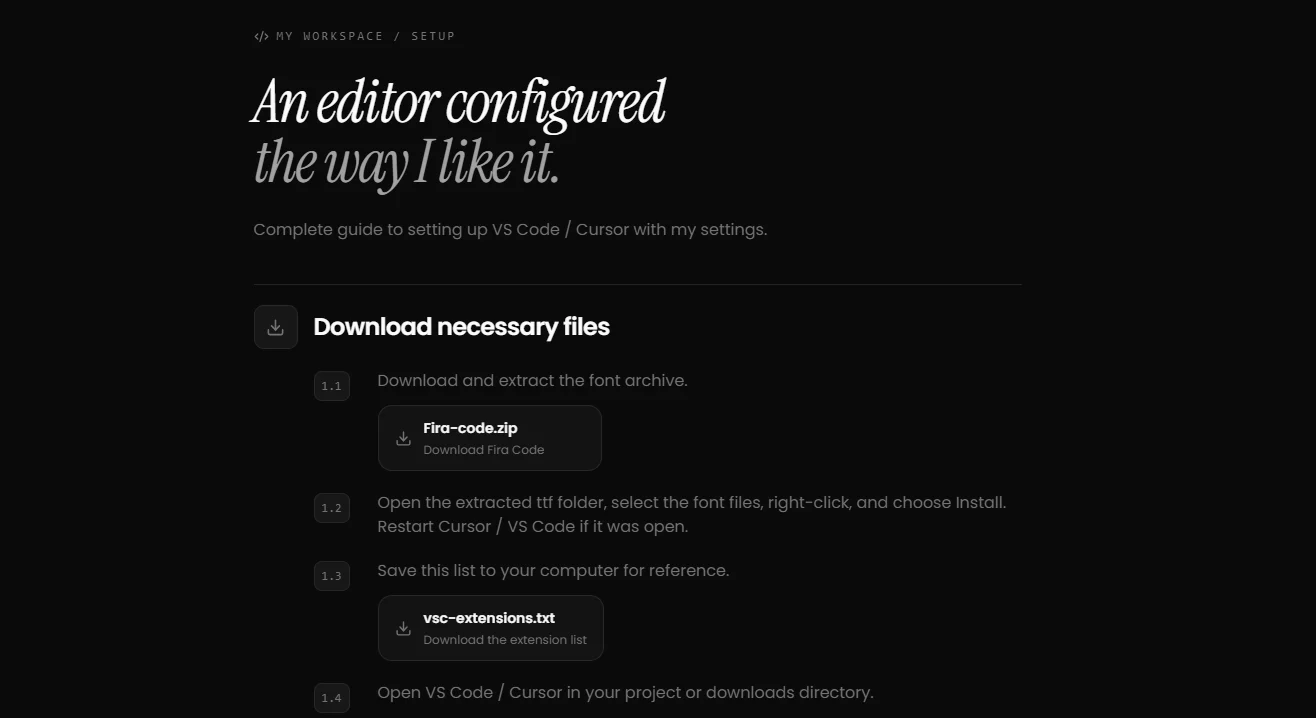 </> MY WORKSPACE / SETUP
An editor configured
the way I like it.
Complete guide to setting up VS Code / Cursor with my settings.
Download necessary files
1.1
Download and extract the font archive.
Fira-code.zip
Download Fira Code
1.2
Open the extracted ttf folder, select the font files, right-click, and choose Install.
Restart Cursor / VS Code if it was open.
1.3
Save this list to your computer for reference.
vsc-extensions.txt
Download the extension list
1.4
Open VS Code / Cursor in your project or downloads directory.